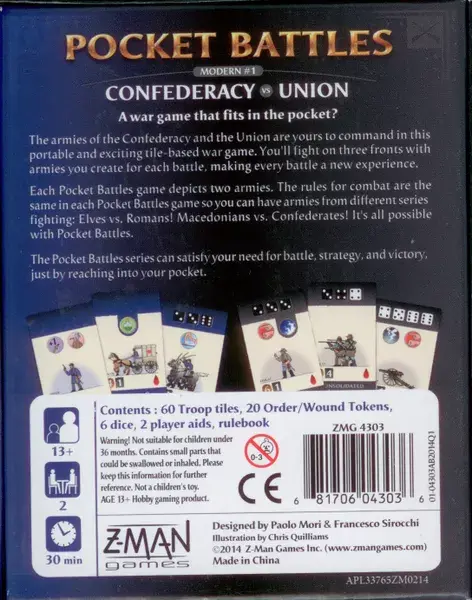 POCKET BATTLES
MODERN #1
CONFEDERACY vs UNION
A war game that fits in the pocket?
The armies of the Confederacy and the Union are yours to command in this
portable and exciting tile-based war game. You'll fight on three fronts with
armies you create for each battle, making every battle a new experience.
Each Pocket Battles game depicts two armies. The rules for combat are the
same in each Pocket Battles game so you can have armies from different series
fighting: Elves vs. Romans! Macedonians vs. Confederates! It's all possible
with Pocket Battles.
The Pocket Battles series can satisfy your need for battle, strategy, and victory,
just by reaching into your pocket.
1
1
4
Contents : 60 Troop tiles, 20 Order/Wound Tokens,
6 dice, 2 player aids, rulebook
13+
2
30 min
Warning! Not suitable for children under
36 months. Contains small parts that
could be swallowed or inhaled. Please
keep this information for further
reference. Not a children's toy.
AGE 13+ Hobby gaming product.
0-3
CE
ZMG 4303
6 81706 04303 6
01-04303AB2014Q1
Z-MAN
games
Designed by Paolo Mori & Francesco Sirocchi
Illustration by Chris Quilliams
©2014 Z-Man Games Inc. (www.zmangames.com)
Made in China
APL33765ZM0214